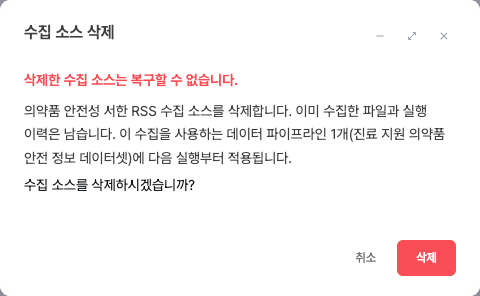 수집 소스 삭제
삭제한 수집 소스는 복구할 수 없습니다.
의약품 안전성 서한 RSS 수집 소스를 삭제합니다. 이미 수집한 파일과 실행
이력은 남습니다. 이 수집을 사용하는 데이터 파이프라인 1개(진료 지원 의약품
안전 정보 데이터셋)에 다음 실행부터 적용됩니다.
수집 소스를 삭제하시겠습니까?
취소 삭제